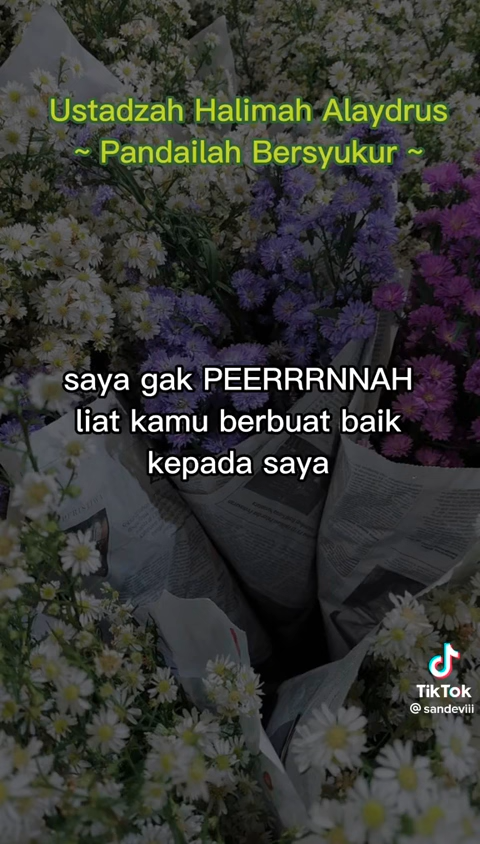 Ustadzah Halimah Alaydrus
~ Pandailah Bersyukur ~
saya gak PEERRRNNAH
liat kamu berbuat baik
kepada saya
TikTok
@ sandeviii